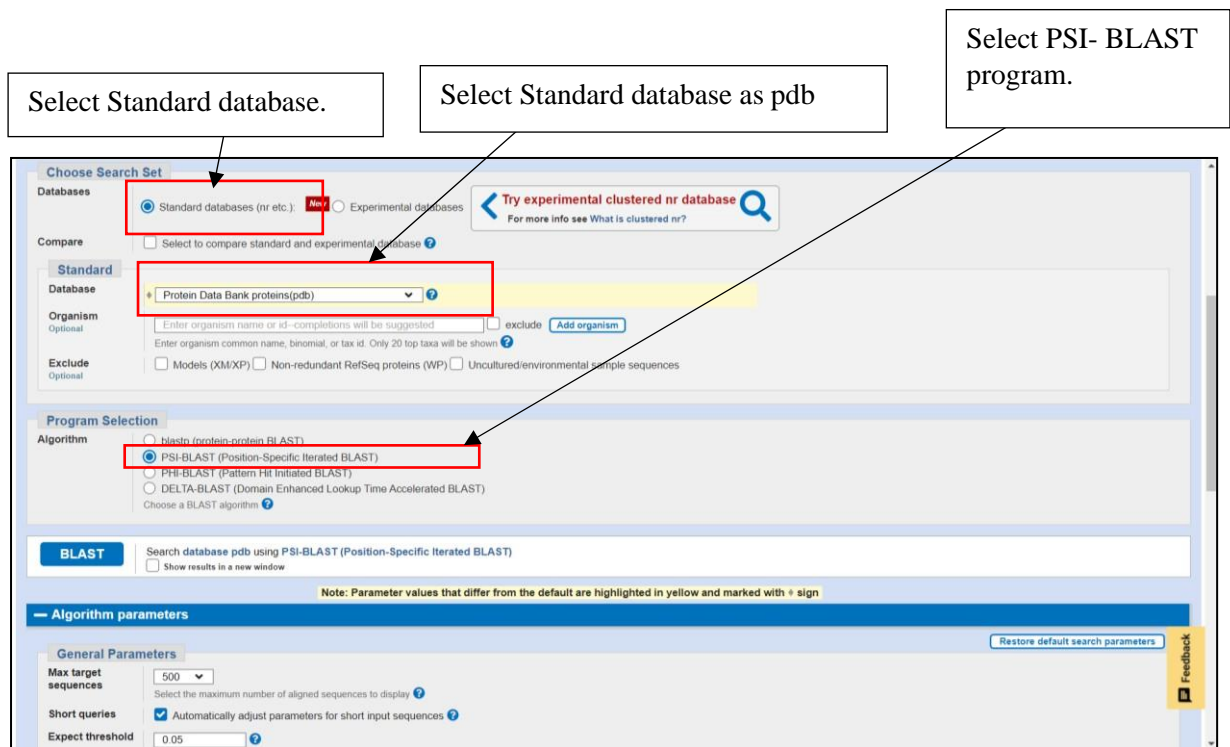 Select PSI- BLAST
program.
Select Standard database.
Select Standard database as pdb
Choose Search Set
Databases
Standard databases (nr etc.): New Experimental databases
Try experimental clustered nr database
For more info see What is clustered nr?
Compare
Select to compare standard and experimental database
Standard
Database
Protein Data Bank proteins(pdb)
Organism
Optional
Enter organism name or id--completions will be suggested exclude Add organism
Enter organism common name, binomial, or tax id. Only 20 top taxa will be shown
Exclude
Optional
Models (XM/XP) Non-redundant RefSeq proteins (WP) Uncultured/environmental sample sequences
Program Selection
Algorithm
blastp (protein-protein BLAST)
PSI-BLAST (Position-Specific Iterated BLAST)
PHI-BLAST (Pattern Hit Initiated BLAST)
DELTA-BLAST (Domain Enhanced Lookup Time Accelerated BLAST)
Choose a BLAST algorithm
BLAST
Search database pdb using PSI-BLAST (Position-Specific Iterated BLAST)
Show results in a new window
Note: Parameter values that differ from the default are highlighted in yellow and marked with ♦ sign
Algorithm parameters
Restore default search parameters
General Parameters
Max target
sequences
500
Select the maximum number of aligned sequences to display
Short queries
Automatically adjust parameters for short input sequences
Expect threshold
0.05
Feedback